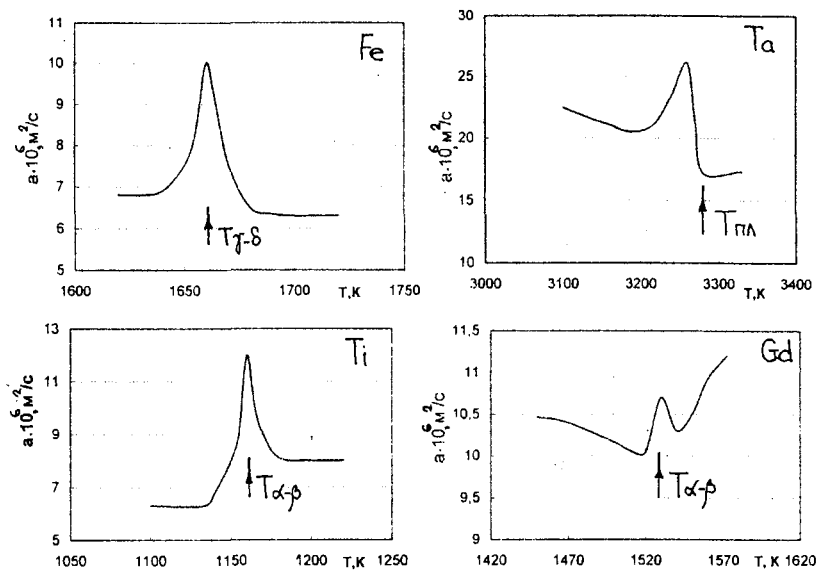 Fe
11
10
9
8
7
6
5
a·10⁶, м²/с
Tγ-δ
1600
1650
1700
1750
T,К
Ta
30
25
20
15
10
a·10⁶, м²/с
Tпл
3000
3100
3200
3300
3400
T,К
Ti
13
11
9
7
5
a·10⁶, м²/с
Tα-β
1050
1100
1150
1200
1250
T,К
Gd
11,5
11
10,5
10
9,5
9
a·10⁶, м²/с
Tα-β
1420
1470
1520
1570
T,К
1620